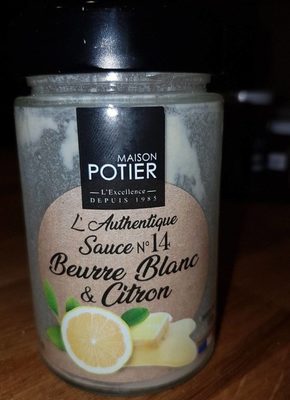 MAISON
POTIER
L'Excellence
DEPUIS 1985
L'Authentique
Sauce N°14
Beurre Blanc
& Citron